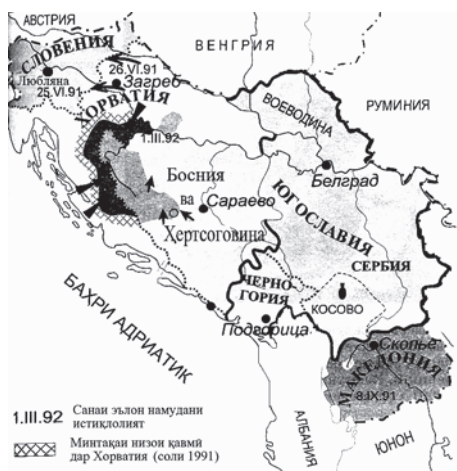 АВСТРИЯ
ВЕНГРИЯ
СЛОВЕНИЯ
26.VI.91
Любляна
Загреб
25.VI.91
ХОРВАТИЯ
РУМИНИЯ
ВОЕВОДИНА
1.III.92
Босния
ва
Хертсоговина
Сараево
Белград
ЮГОСЛАВИЯ
СЕРБИЯ
БАҲРИ АДРИАТИК
ЧЕРНО
ГОРИЯ
КОСОВО
Подгорица
Скопье
МАКЕДОНИЯ
8.IX.91
АЛБАНИЯ
ЮНОН
1.III.92 Санаи эълон намудани
истиқлолият
Минтақаи низои қавмӣ
дар Хорватия (соли 1991)